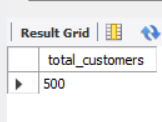 Result Grid
total_customers
500